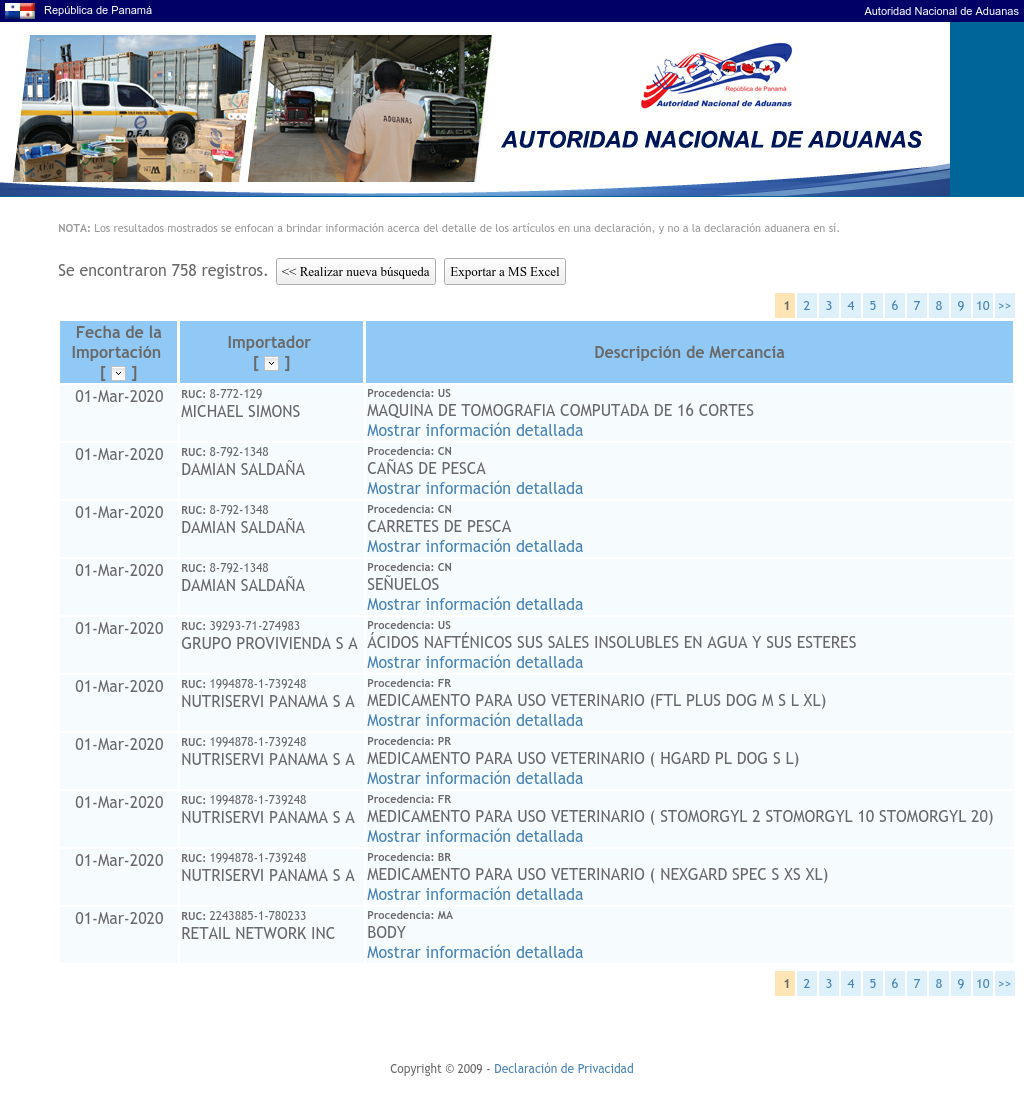 República de Panamá
Autoridad Nacional de Aduanas
D.F.A.
ADUANAS
República de Panamá
Autoridad Nacional de Aduanas
AUTORIDAD NACIONAL DE ADUANAS
NOTA: Los resultados mostrados se enfocan a brindar información acerca del detalle de los artículos en una declaración, y no a la declaración aduanera en sí.
Se encontraron 758 registros. << Realizar nueva búsqueda Exportar a MS Excel
1 2 3 4 5 6 7 8 9 10 >>
Fecha de la
Importación
[ ]
Importador
[ ]
Descripción de Mercancía
01-Mar-2020
RUC: 8-772-129
MICHAEL SIMONS
Procedencia: US
MAQUINA DE TOMOGRAFIA COMPUTADA DE 16 CORTES
Mostrar información detallada
01-Mar-2020
RUC: 8-792-1348
DAMIAN SALDAÑA
Procedencia: CN
CAÑAS DE PESCA
Mostrar información detallada
01-Mar-2020
RUC: 8-792-1348
DAMIAN SALDAÑA
Procedencia: CN
CARRETES DE PESCA
Mostrar información detallada
01-Mar-2020
RUC: 8-792-1348
DAMIAN SALDAÑA
Procedencia: CN
SEÑUELOS
Mostrar información detallada
01-Mar-2020
RUC: 39293-71-274983
GRUPO PROVIVIENDA S A
Procedencia: US
ÁCIDOS NAFTÉNICOS SUS SALES INSOLUBLES EN AGUA Y SUS ESTERES
Mostrar información detallada
01-Mar-2020
RUC: 1994878-1-739248
NUTRISERVI PANAMA S A
Procedencia: FR
MEDICAMENTO PARA USO VETERINARIO (FTL PLUS DOG M S L XL)
Mostrar información detallada
01-Mar-2020
RUC: 1994878-1-739248
NUTRISERVI PANAMA S A
Procedencia: PR
MEDICAMENTO PARA USO VETERINARIO ( HGARD PL DOG S L)
Mostrar información detallada
01-Mar-2020
RUC: 1994878-1-739248
NUTRISERVI PANAMA S A
Procedencia: FR
MEDICAMENTO PARA USO VETERINARIO ( STOMORGYL 2 STOMORGYL 10 STOMORGYL 20)
Mostrar información detallada
01-Mar-2020
RUC: 1994878-1-739248
NUTRISERVI PANAMA S A
Procedencia: BR
MEDICAMENTO PARA USO VETERINARIO ( NEXGARD SPEC S XS XL)
Mostrar información detallada
01-Mar-2020
RUC: 2243885-1-780233
RETAIL NETWORK INC
Procedencia: MA
BODY
Mostrar información detallada
1 2 3 4 5 6 7 8 9 10 >>
Copyright © 2009 - Declaración de Privacidad